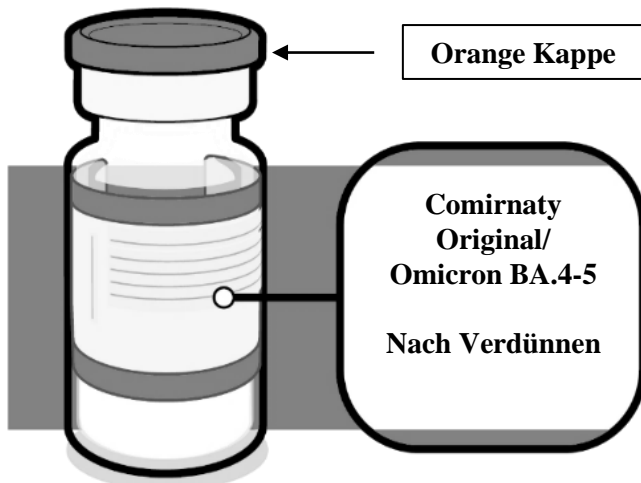 Orange Kappe
Comirnaty
Original/
Omicron BA.4-5
Nach Verdünnen